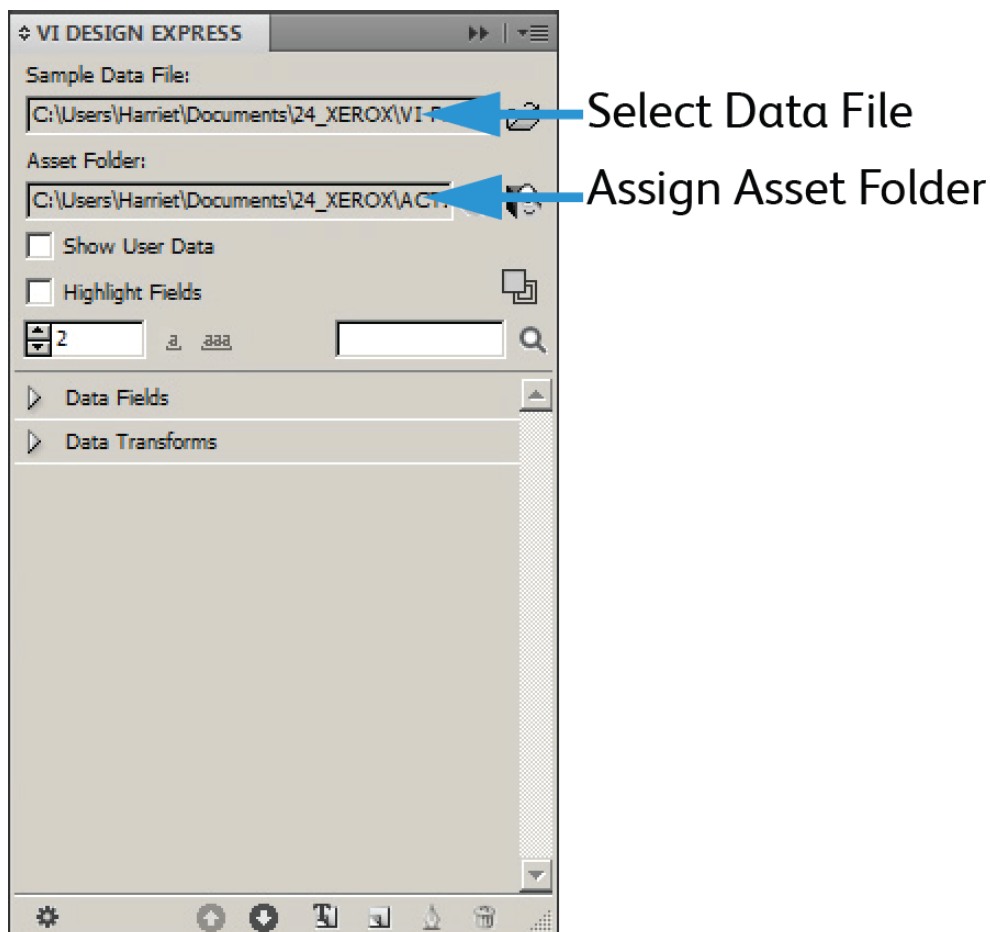 VI DESIGN EXPRESS
Sample Data File:
C:\Users\Harriet\Documents\24_XEROX\VI-
Select Data File
Asset Folder:
C:\Users\Harriet\Documents\24_XEROX\ACT
Assign Asset Folder
Show User Data
Highlight Fields
2
a aaa
Data Fields
Data Transforms
T